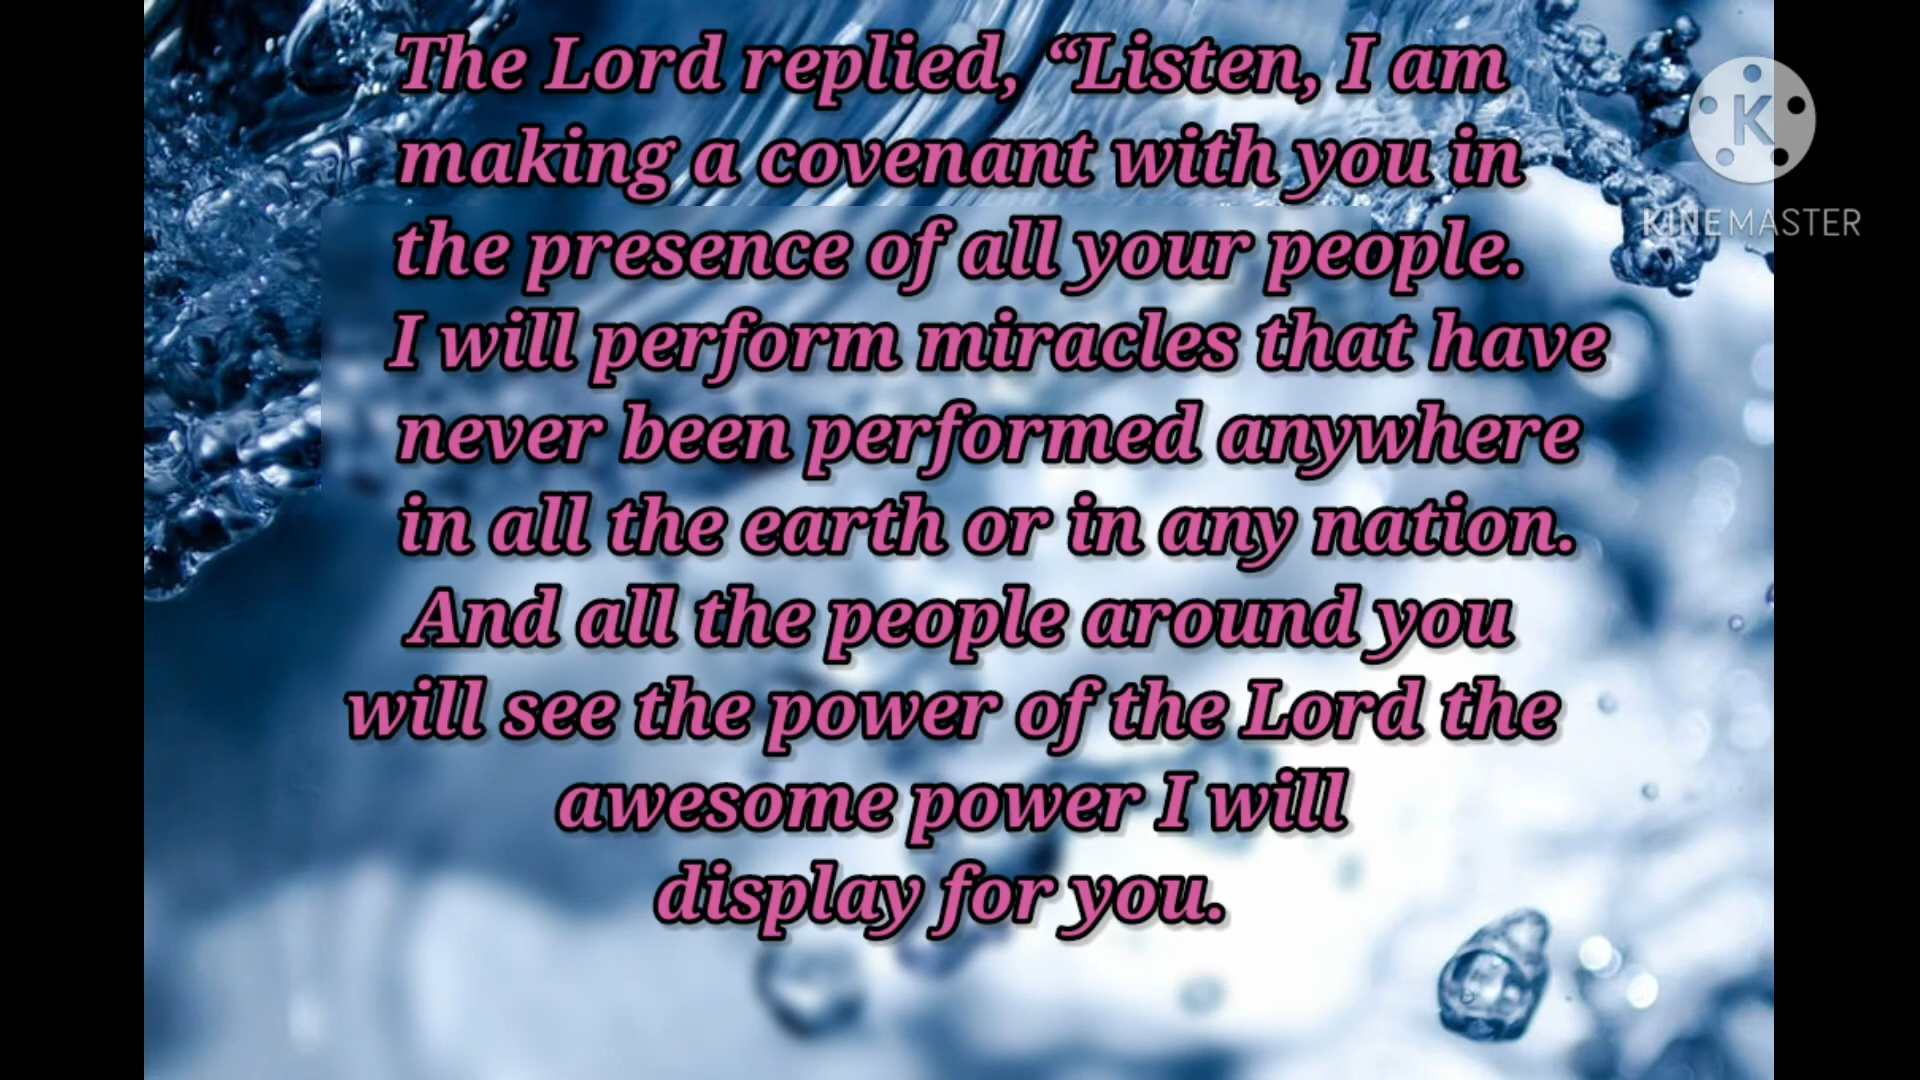 The Lord replied, “Listen, I am
making a covenant with you in
the presence of all your people.
I will perform miracles that have
never been performed anywhere
in all the earth or in any nation.
And all the people around you
will see the power of the Lord the
awesome power I will
display for you.
K
KINEMASTER